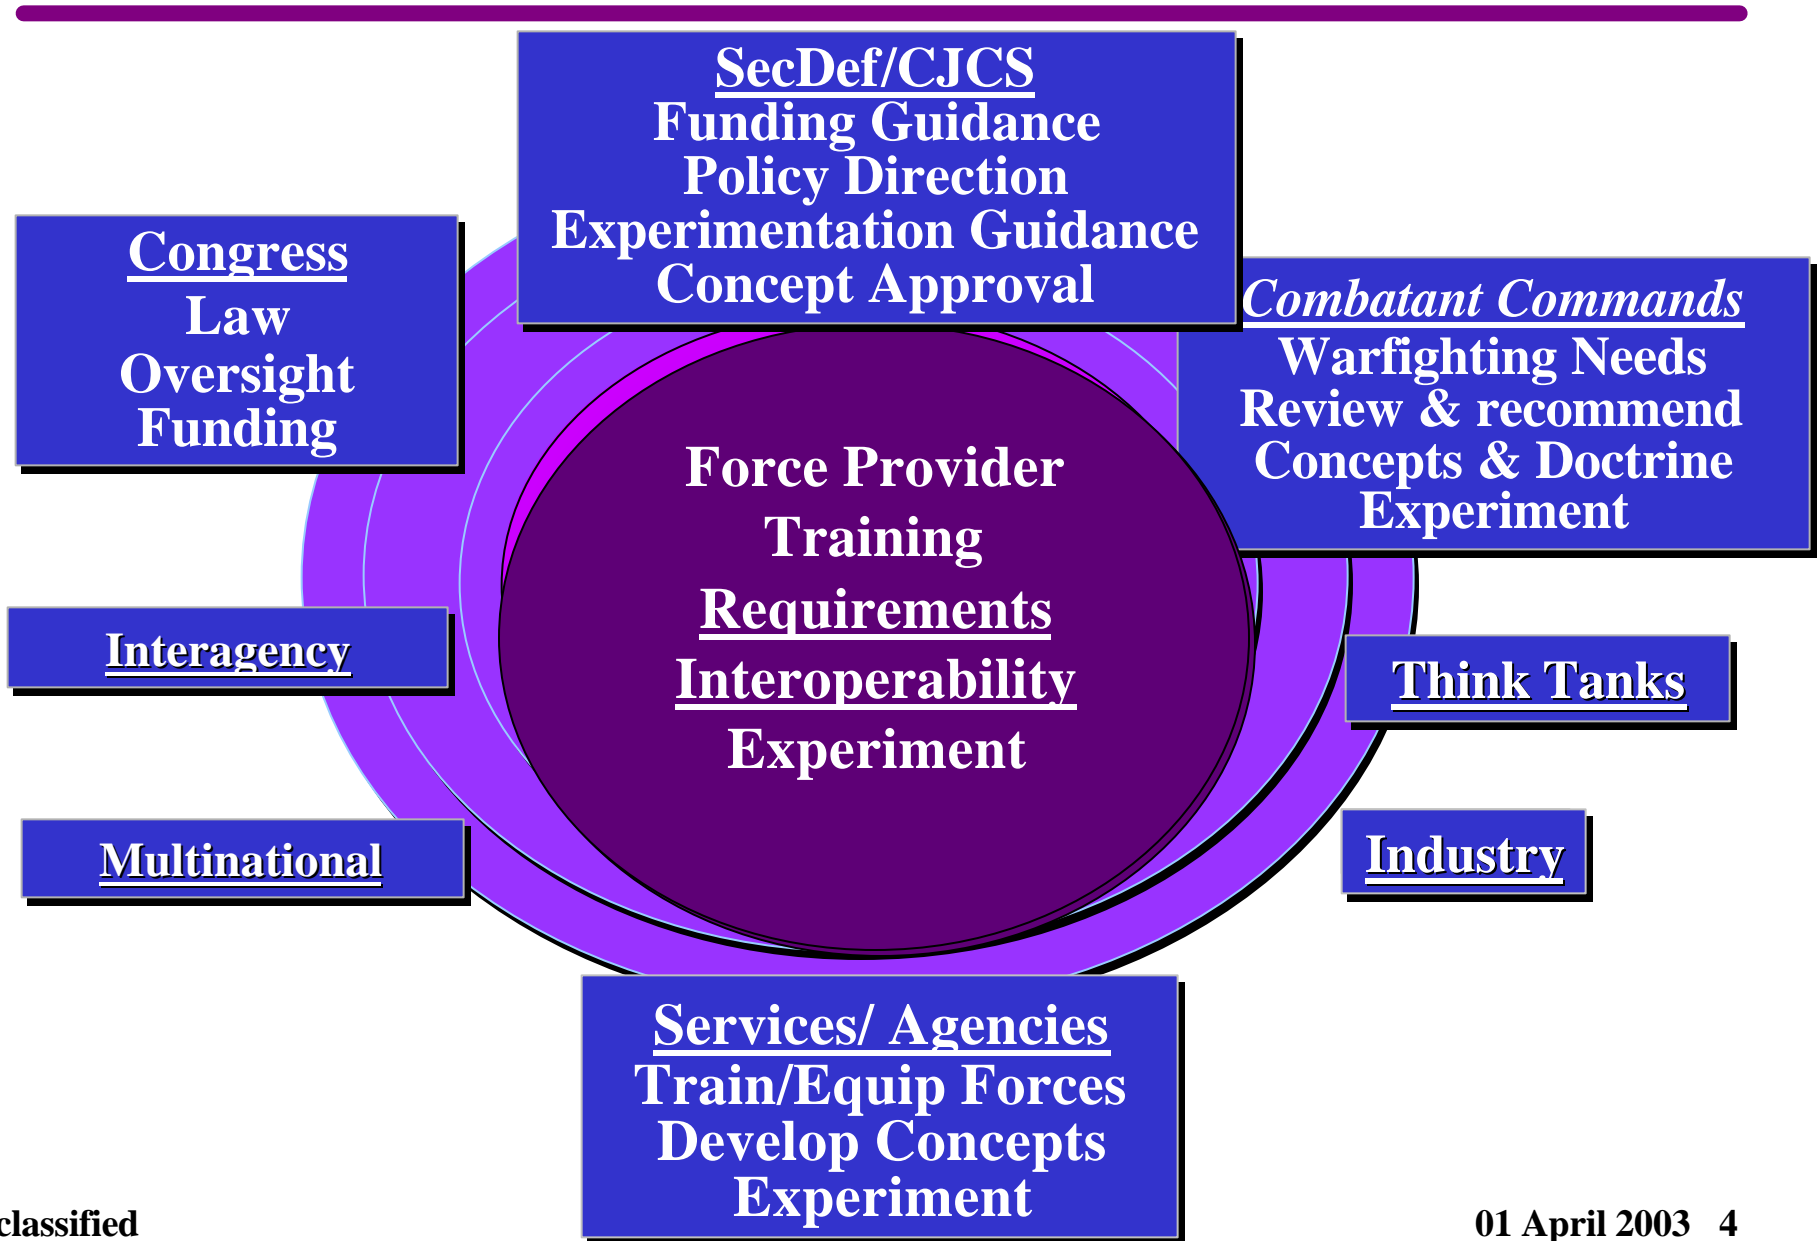 SecDef/CJCS
Funding Guidance
Policy Direction
Experimentation Guidance
Concept Approval
Congress
Law
Oversight
Funding
Combatant Commands
Warfighting Needs
Review & recommend
Concepts & Doctrine
Experiment
Force Provider
Training
Requirements
Interoperability
Experiment
Interagency
Think Tanks
Multinational
Industry
Services/ Agencies
Train/Equip Forces
Develop Concepts
Experiment
classified
01 April 2003 4